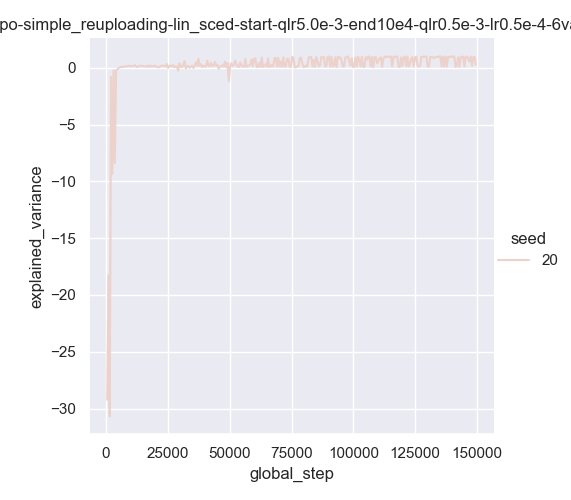 po-simple_reuploading-lin_sced-start-qlr5.0e-3-end10e4-qlr0.5e-3-lr0.5e-4-6va
0
−5
−10
−15
−20
−25
−30
explained_variance
seed
20
0 25000 50000 75000 100000 125000 150000
global_step